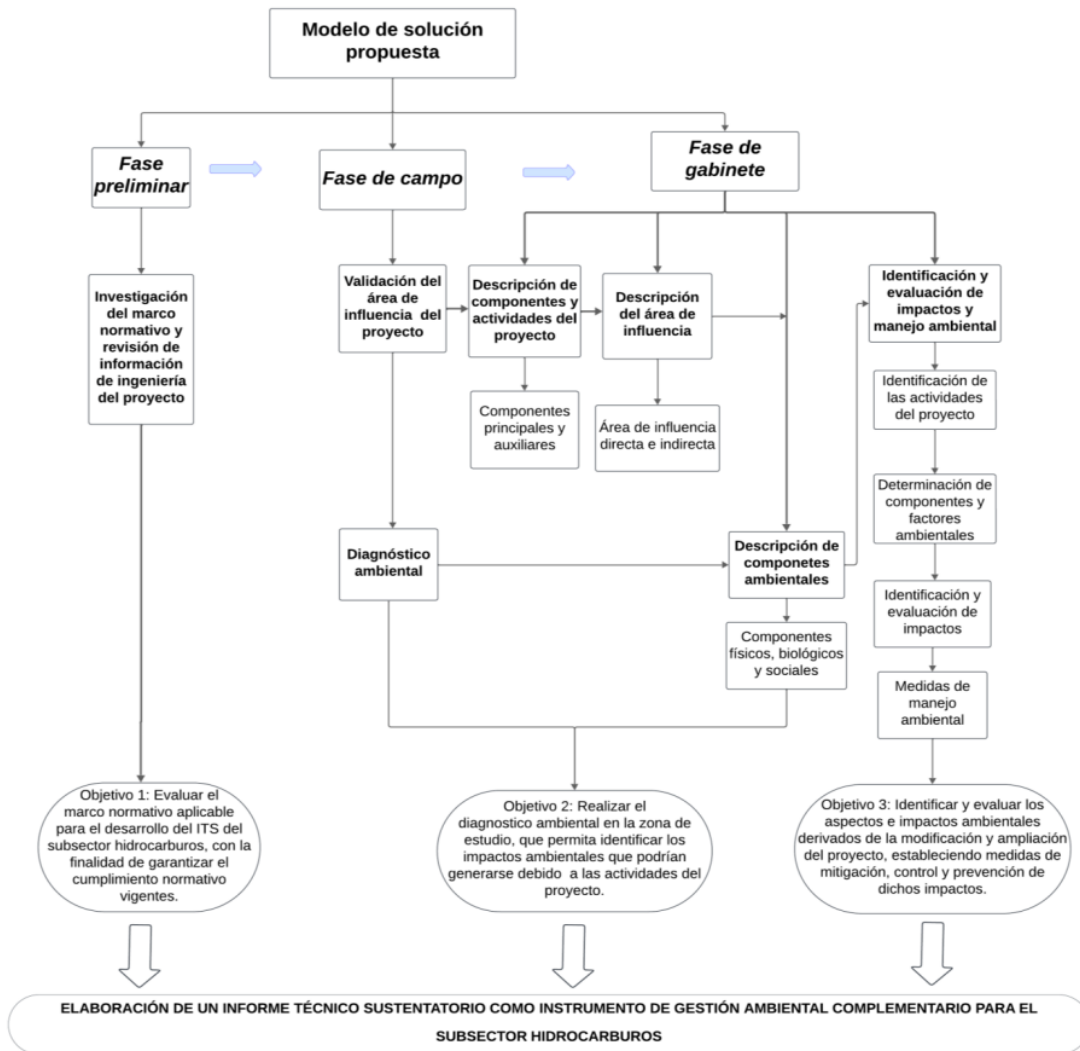 Modelo de solución
propuesta
Fase
preliminar
Fase de campo
Fase de
gabinete
Investigación
del marco
normativo y
revisión de
información
de ingeniería
del proyecto
Validación del
área de
influencia del
proyecto
Descripción de
componentes y
actividades del
proyecto
Descripción
del área de
influencia
Identificación y
evaluación de
impactos y
manejo ambiental
Componentes
principales y
auxiliares
Área de influencia
directa e indirecta
Identificación de
las actividades
del proyecto
Determinación de
componentes y
factores
ambientales
Diagnóstico
ambiental
Descripción de
componetes
ambientales
Identificación y
evaluación de
impactos
Componentes
físicos, biológicos
y sociales
Medidas de
manejo
ambiental
Objetivo 1: Evaluar el
marco normativo aplicable
para el desarrollo del ITS del
subsector hidrocarburos, con la
finalidad de garantizar el
cumplimiento normativo
vigentes.
Objetivo 2: Realizar el
diagnostico ambiental en la zona de
estudio, que permita identificar los
impactos ambientales que podrían
generarse debido a las actividades del
proyecto.
Objetivo 3: Identificar y evaluar los
aspectos e impactos ambientales
derivados de la modificación y ampliación
del proyecto, estableciendo medidas de
mitigación, control y prevención de
dichos impactos.
ELABORACIÓN DE UN INFORME TÉCNICO SUSTENTATORIO COMO INSTRUMENTO DE GESTIÓN AMBIENTAL COMPLEMENTARIO PARA EL
SUBSECTOR HIDROCARBUROS